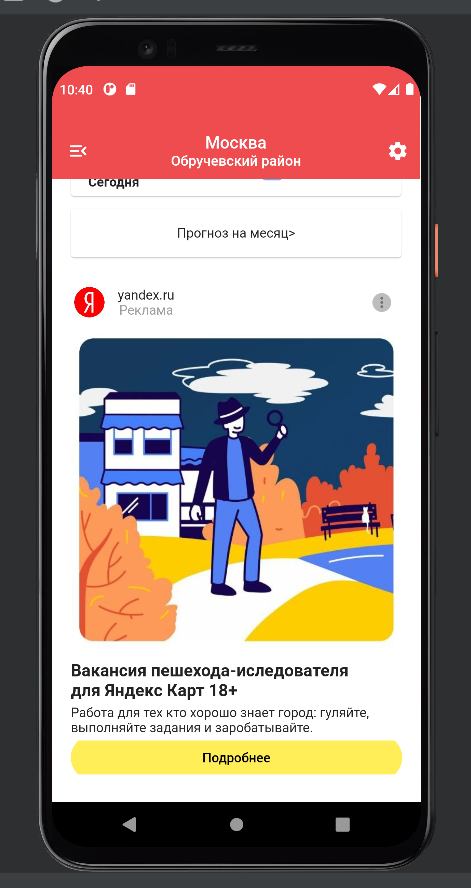 10:40
Москва
Обручевский район
Сегодня
Прогноз на месяц>
Я
yandex.ru
Реклама
Вакансия пешехода-иследователя
для Яндекс Карт 18+
Работа для тех кто хорошо знает город: гуляйте,
выполняйте задания и заробатывайте.
Подробнее